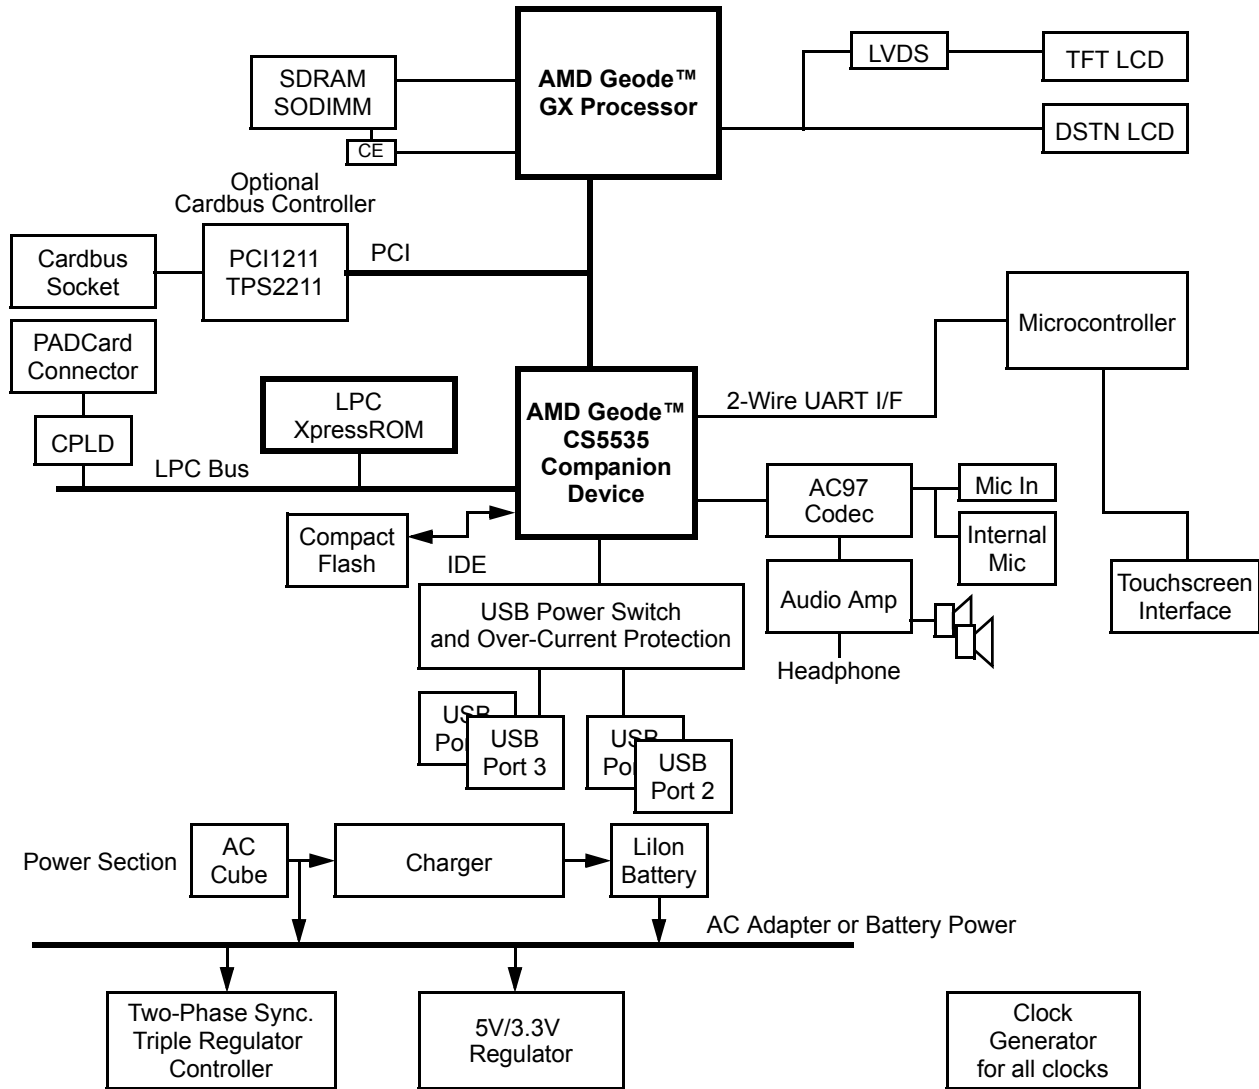 AMD Geode™
GX Processor
SDRAM
SODIMM
CE
LVDS
TFT LCD
DSTN LCD
Optional
Cardbus Controller
Cardbus
Socket
PCI1211
TPS2211
PCI
PADCard
Connector
CPLD
LPC
XpressROM
LPC Bus
AMD Geode™
CS5535
Companion
Device
2-Wire UART I/F
Microcontroller
AC97
Codec
Mic In
Internal
Mic
Compact
Flash
IDE
USB Power Switch
and Over-Current Protection
Audio Amp
Headphone
Touchscreen
Interface
USB
USB
Port 3
USB
USB
Port 2
Power Section
AC
Cube
Charger
LiIon
Battery
AC Adapter or Battery Power
Two-Phase Sync.
Triple Regulator
Controller
5V/3.3V
Regulator
Clock
Generator
for all clocks